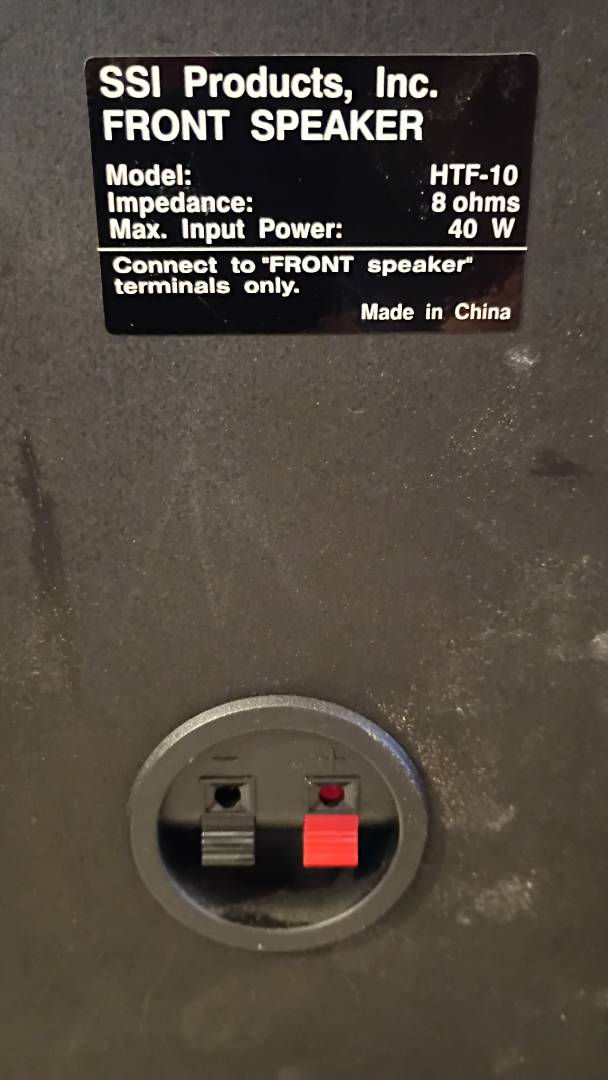 SSI Products, Inc.
FRONT SPEAKER
Model: HTF-10
Impedance: 8 ohms
Max. Input Power: 40 W
Connect to "FRONT speaker"
terminals only.
Made in China
- +